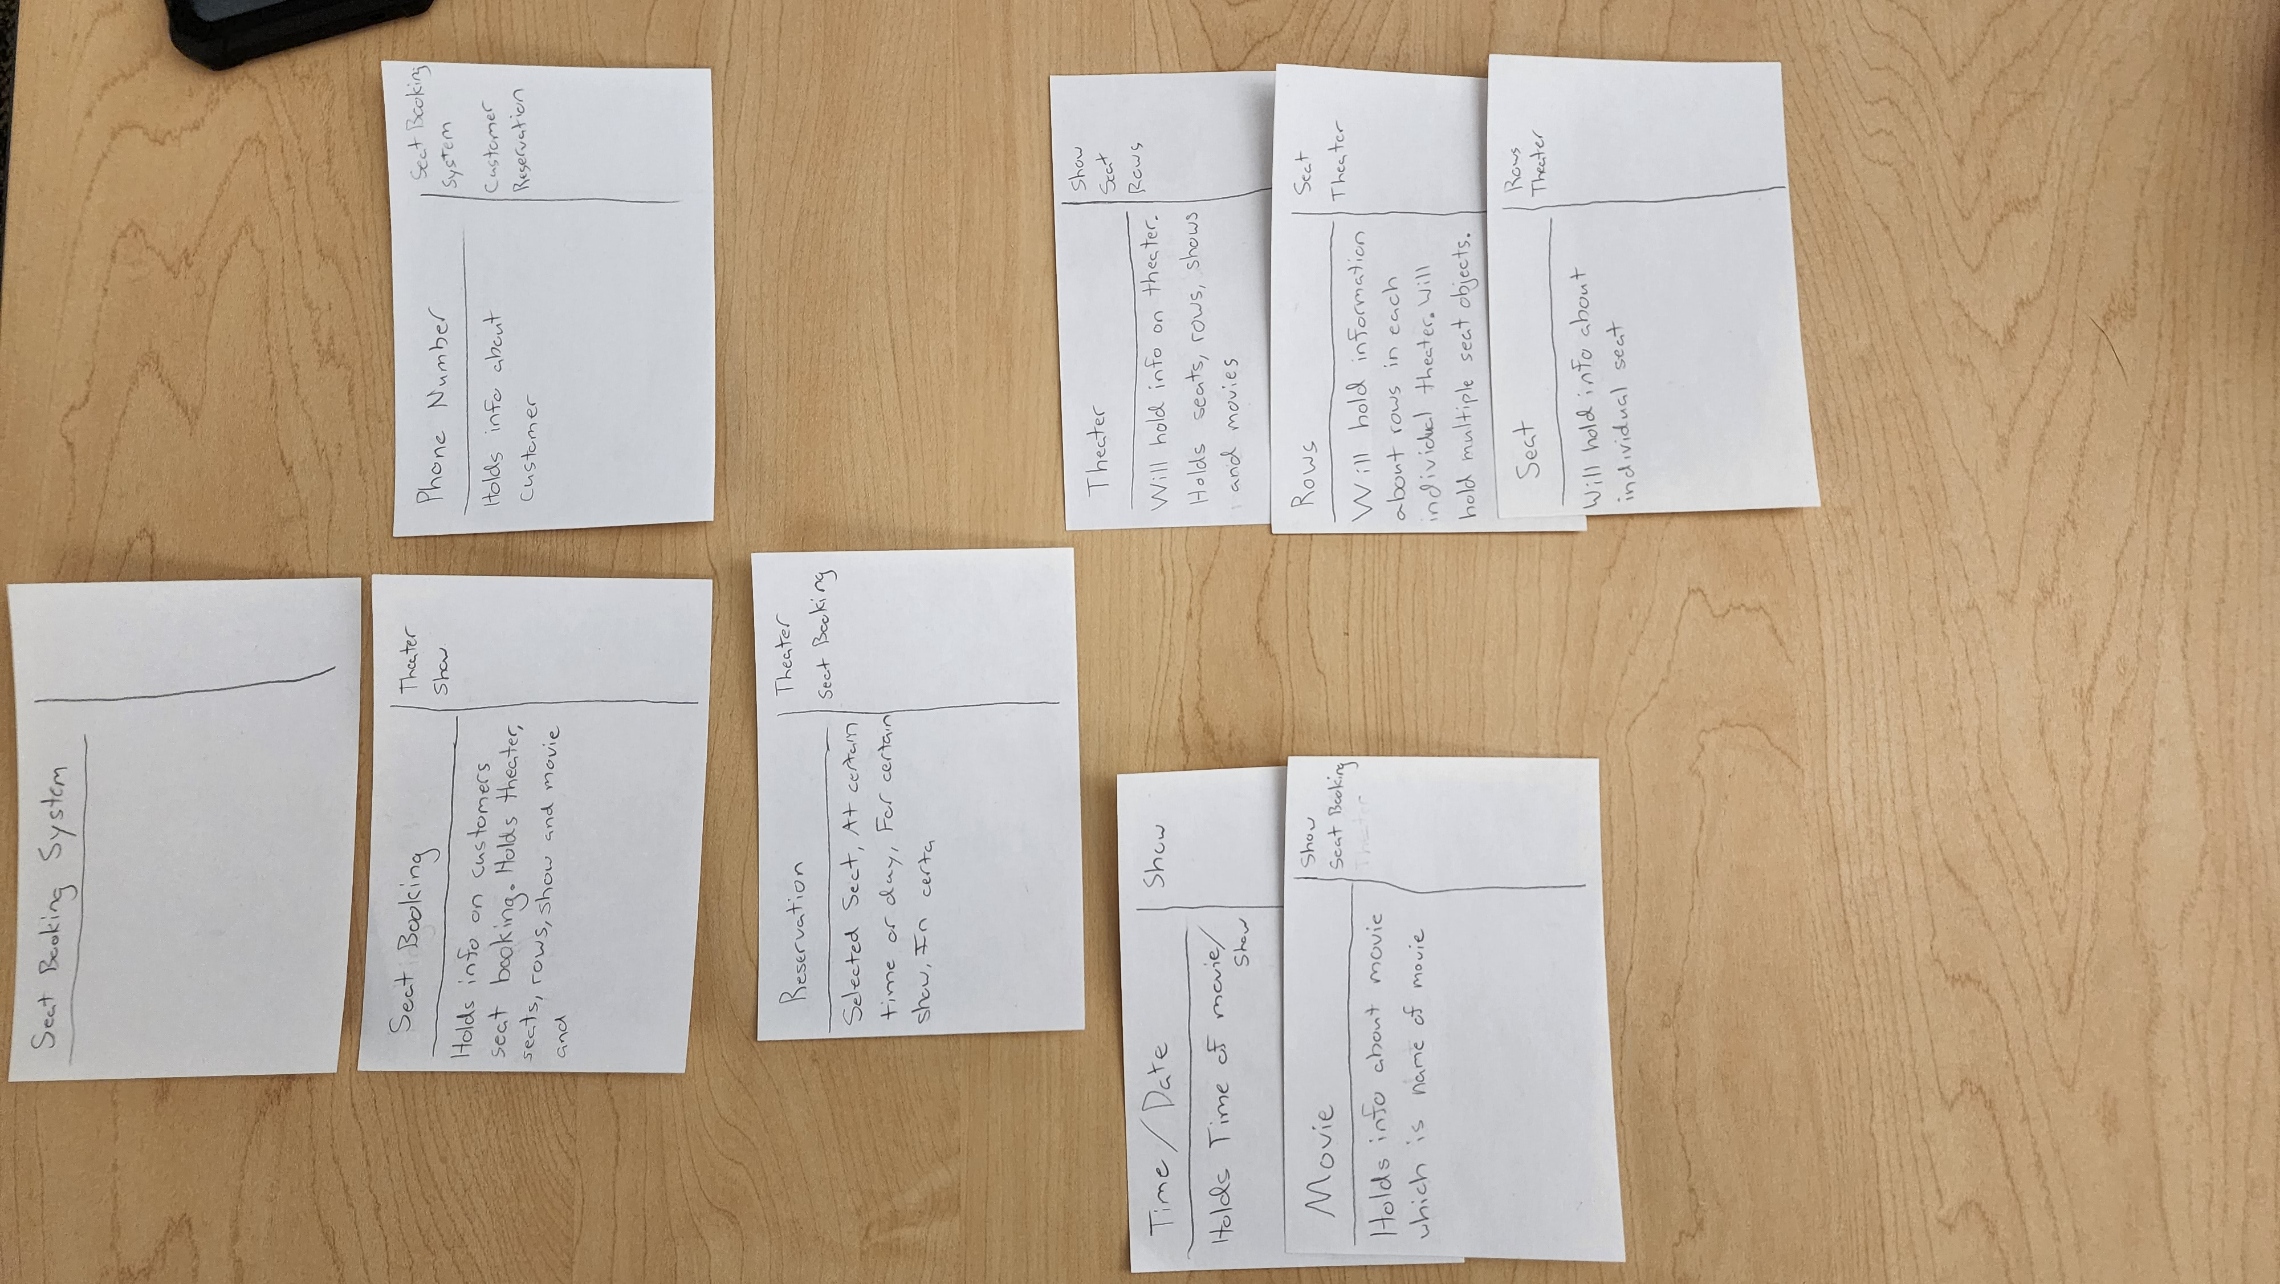 Seat Booking System
Seat Booking
Holds info on customers
seat booking. Holds theater,
seats, rows, show and movie
and
Theater
Show
Phone Number
Holds info about
customer
Seat Booking
System
Customer
Reservation
Reservation
Selected Seat, At certain
time or day, For certain
show, In certa
Theater
Seat Booking
Time / Date
Holds Time of movie/
show
Show
Movie
Holds info about movie
which is name of movie
Show
Seat Booking
Theater
Theater
Will hold info on theater.
Holds seats, rows, shows
and movies
Show
Seat
Rows
Rows
Will hold information
about rows in each
individual theater. Will
hold multiple seat objects.
Seat
Theater
Seat
Will hold info about
individual seat
Rows
Theater